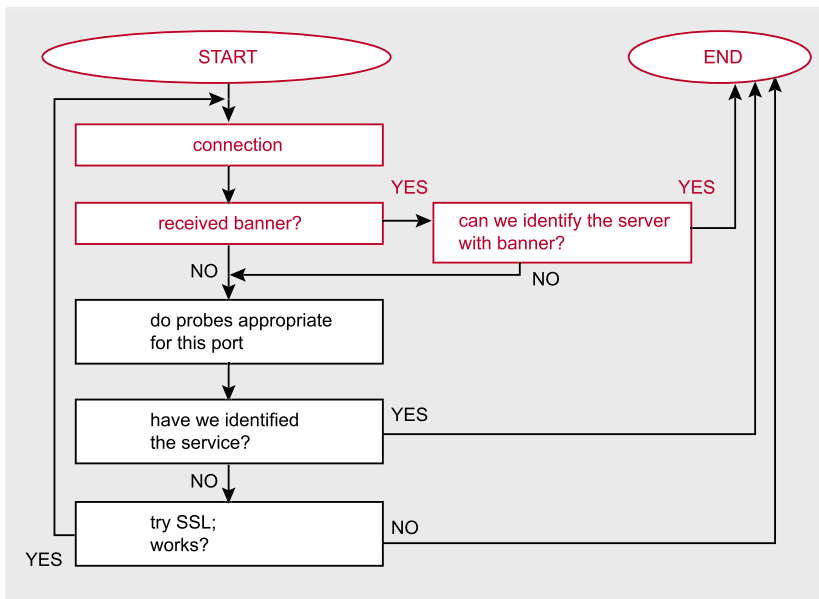 START
END
connection
YES
YES
received banner?
can we identify the server
with banner?
NO
NO
do probes appropriate
for this port
have we identified
the service?
YES
NO
try SSL;
works?
NO
YES